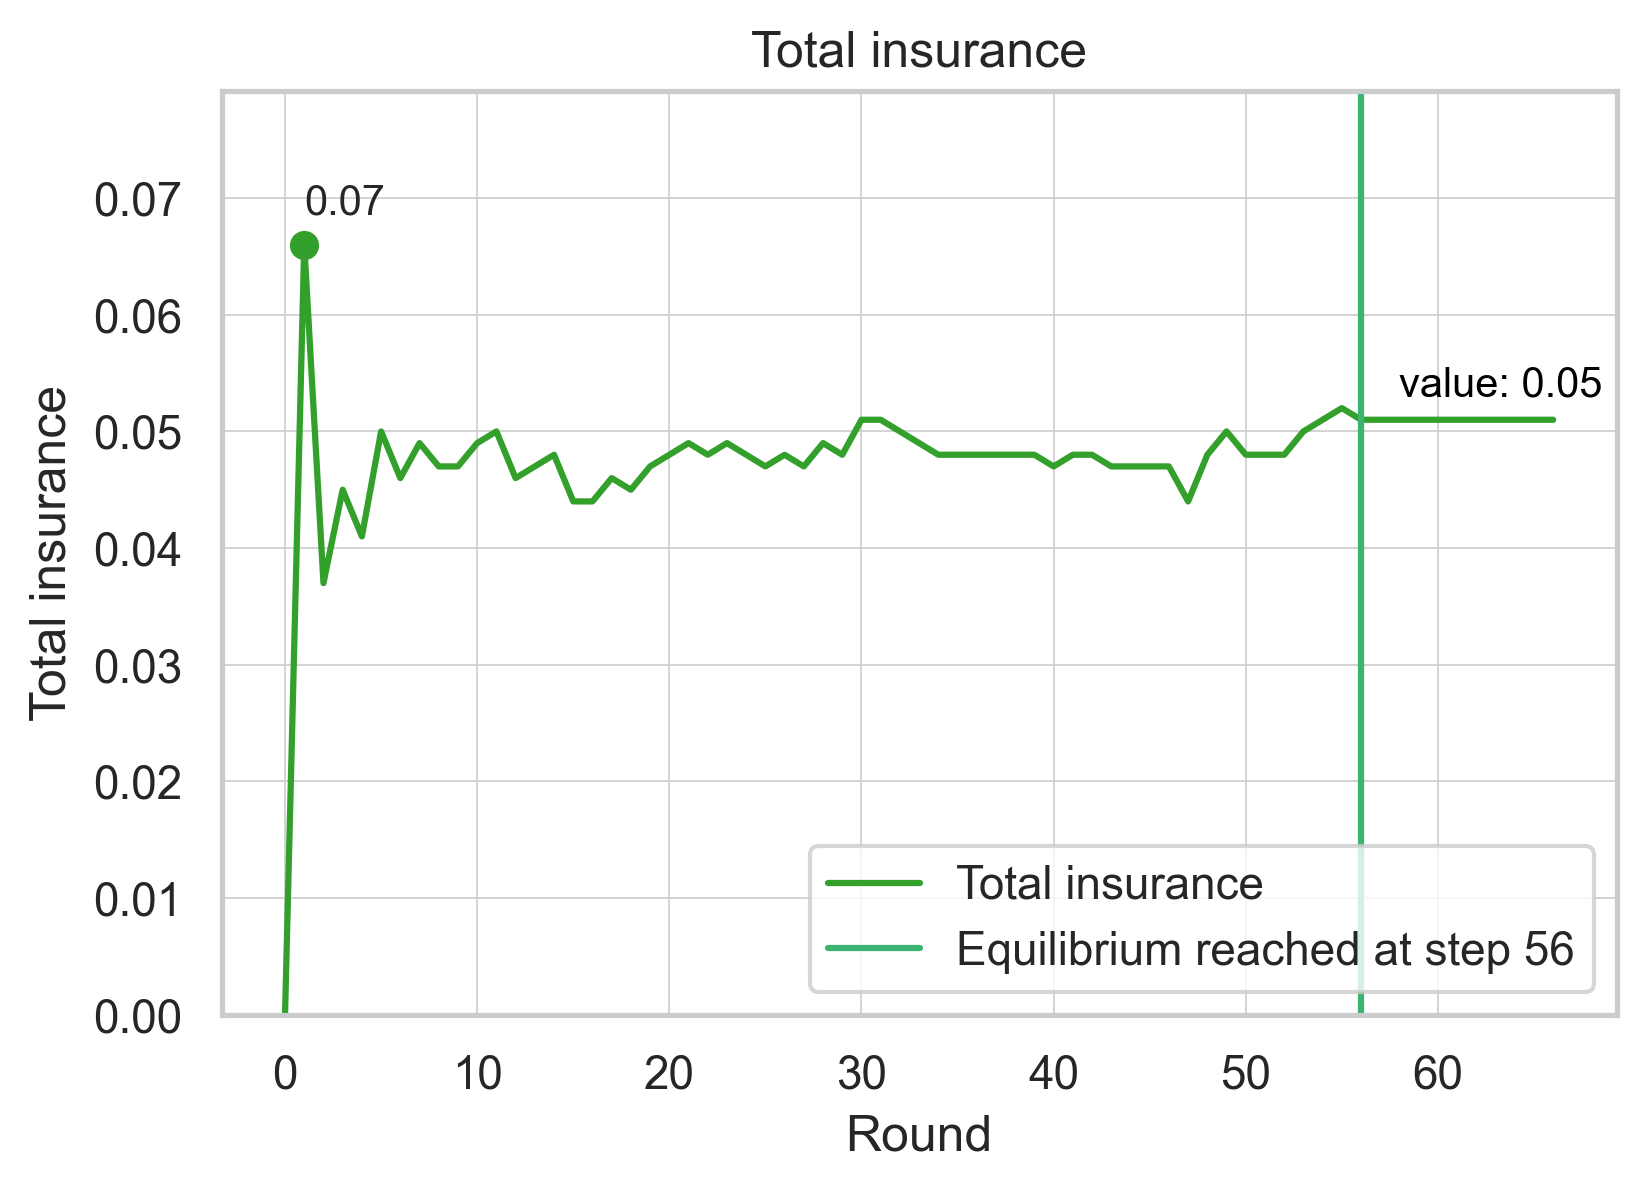 Total insurance
0.07
value: 0.05
Total insurance
0.07
0.06
0.05
0.04
0.03
0.02
0.01
0.00
0 10 20 30 40 50 60
Round
Total insurance
Equilibrium reached at step 56